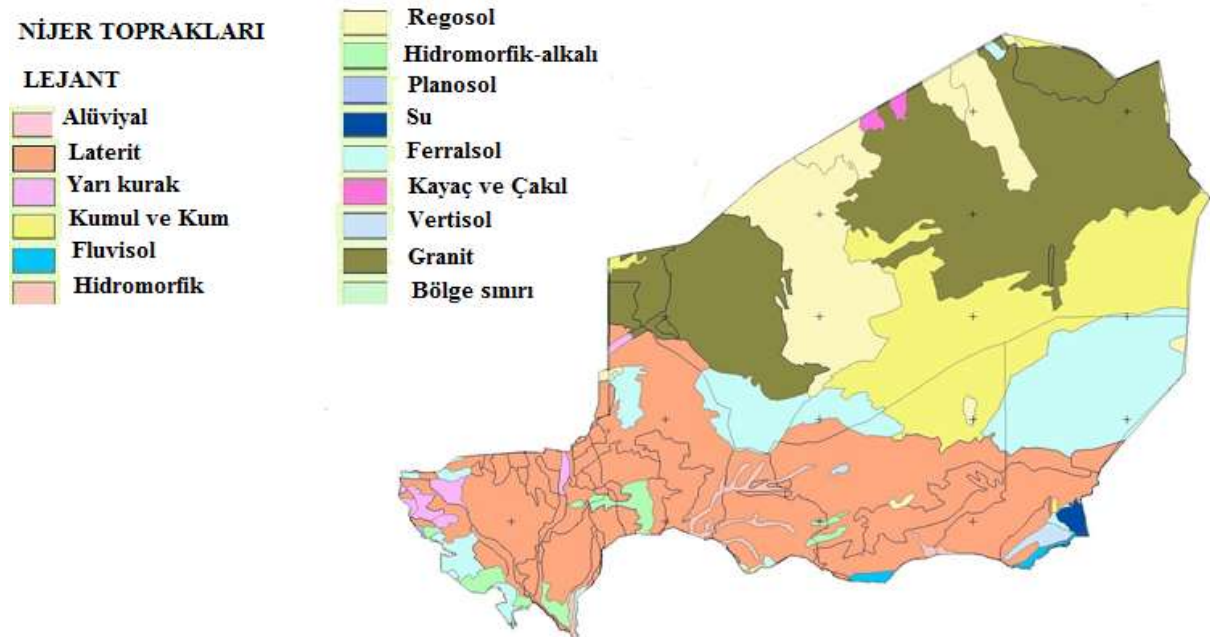 NİJER TOPRAKLARI
LEJANT
Alüviyal
Laterit
Yarı kurak
Kumul ve Kum
Fluvisol
Hidromorfik
Regosol
Hidromorfik-alkalı
Planosol
Su
Ferralsol
Kayaç ve Çakıl
Vertisol
Granit
Bölge sınırı